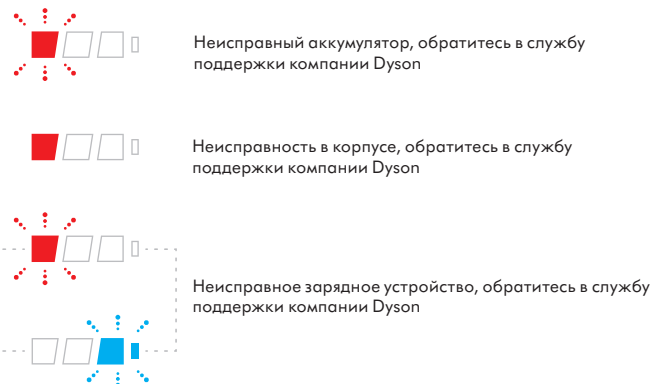 Неисправный аккумулятор, обратитесь в службу
поддержки компании Dyson
Неисправность в корпусе, обратитесь в службу
поддержки компании Dyson
Неисправное зарядное устройство, обратитесь в службу
поддержки компании Dyson